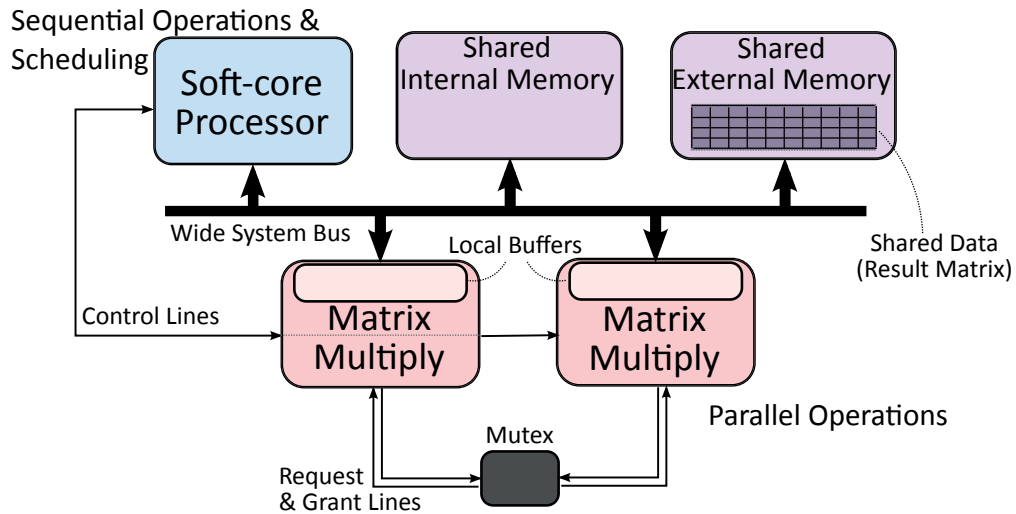 Sequential Operations &
Scheduling
Soft-core
Processor
Shared
Internal Memory
Shared
External Memory
Wide System Bus
Local Buffers
Shared Data
(Result Matrix)
Control Lines
Matrix
Multiply
Matrix
Multiply
Parallel Operations
Mutex
Request
& Grant Lines